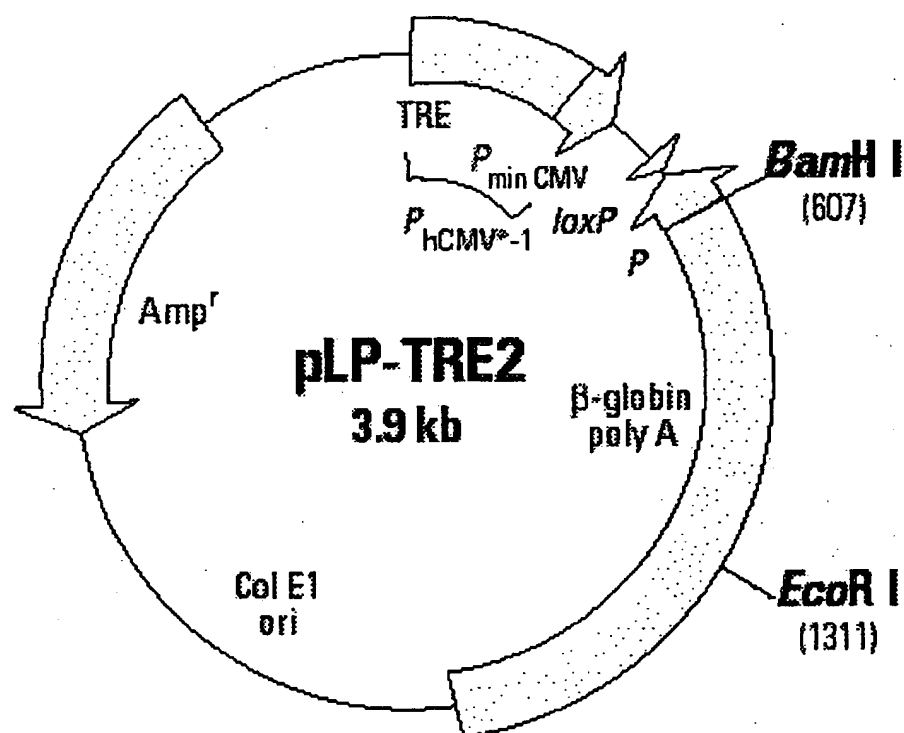 TRE
P min CMV
P hCMV*-1
loxP
P
BamH I
(607)
Ampʳ
pLP-TRE2
3.9 kb
β-globin
poly A
Col E1
ori
EcoR I
(1311)